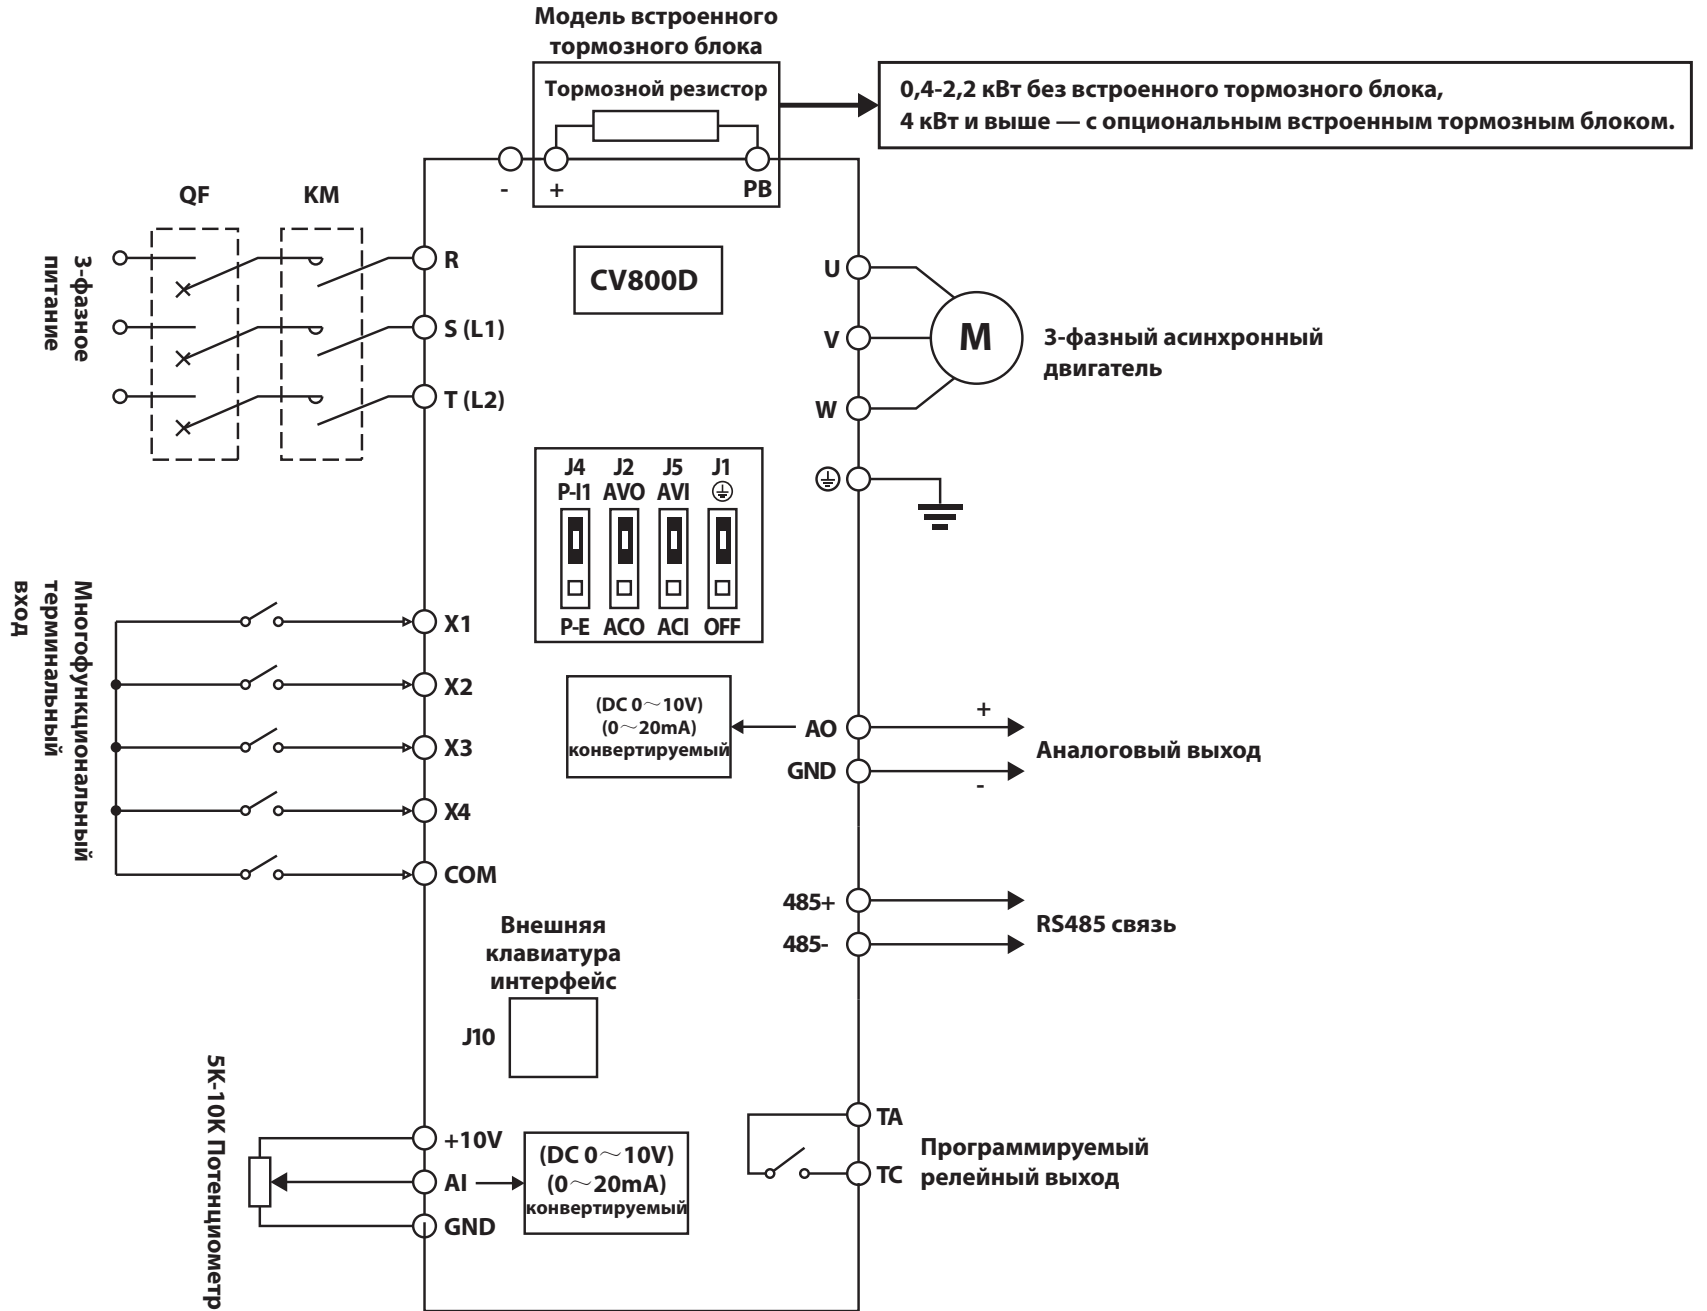 Модель встроенного
тормозного блока
Тормозной резистор
0,4-2,2 кВт без встроенного тормозного блока,
4 кВт и выше — с опциональным встроенным тормозным блоком.
-
+
PB
QF
KM
3-фазное
питание
R
S (L1)
T (L2)
CV800D
U
V
W
M
3-фазный асинхронный
двигатель
J4 J2 J5 J1
P-I1 AVO AVI
P-E ACO ACI OFF
Многофункциональный
терминальный
вход
X1
X2
X3
X4
COM
(DC 0～10V)
(0～20mA)
конвертируемый
AO
GND
+
-
Аналоговый выход
485+
485-
RS485 связь
Внешняя
клавиатура
интерфейс
J10
5K-10K Потенциометр
+10V
AI
GND
(DC 0～10V)
(0～20mA)
конвертируемый
TA
TC
Программируемый
релейный выход